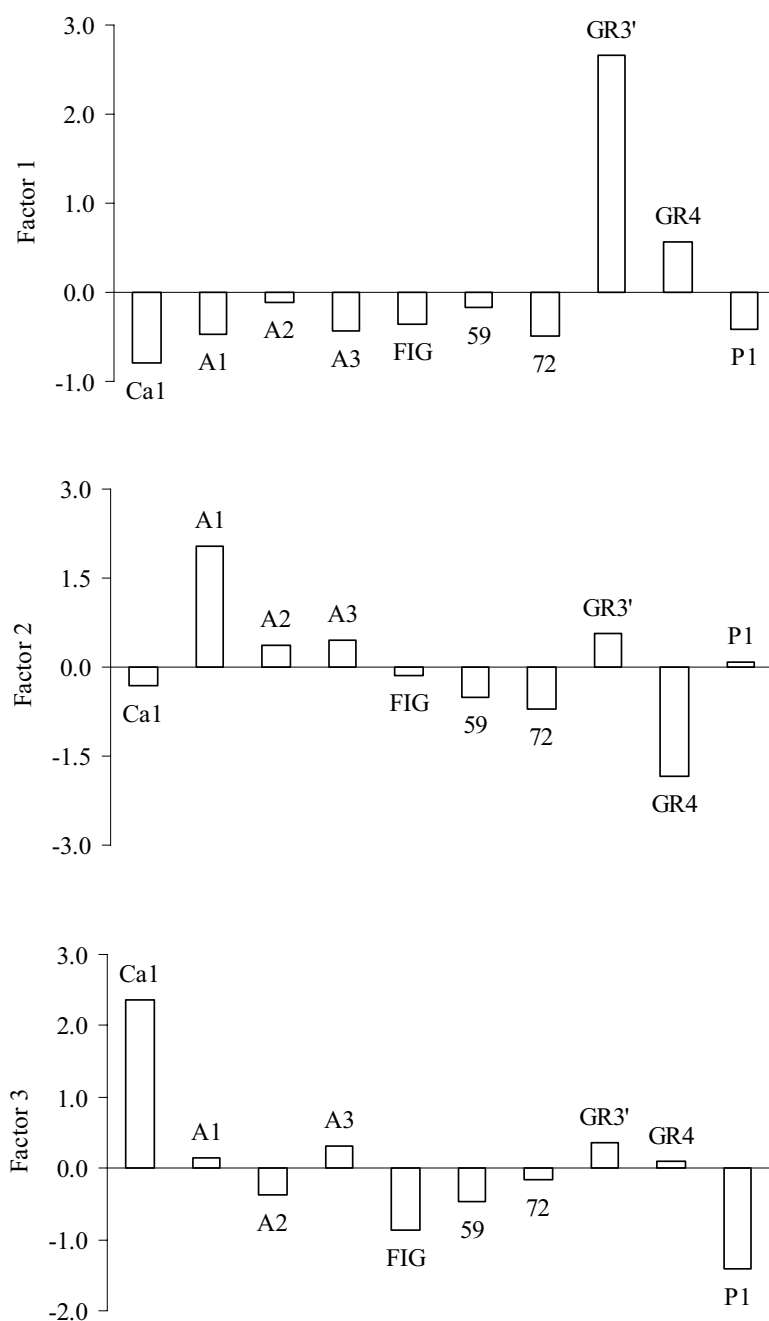 3.0
GR3'
2.0
Factor 1
1.0
GR4
0.0
A2
59
A1
A3
FIG
72
P1
-1.0
Ca1
3.0
A1
1.5
A2
A3
GR3'
P1
Factor 2
0.0
Ca1
FIG
59
72
-1.5
GR4
-3.0
3.0
Ca1
2.0
Factor 3
1.0
A1
A3
GR3'
GR4
0.0
A2
FIG
59
72
-1.0
P1
-2.0